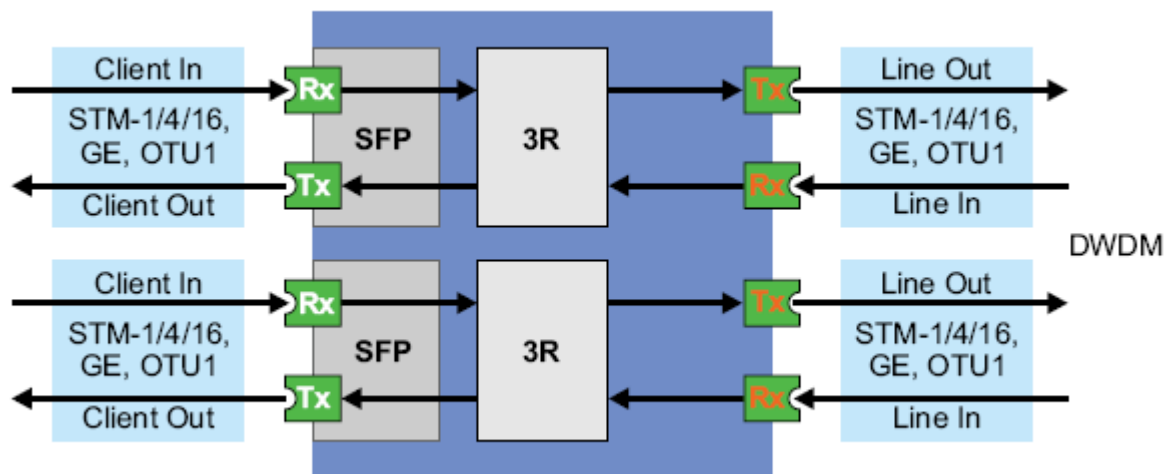 Client In
STM-1/4/16,
GE, OTU1
Client Out
Rx
SFP
Tx
3R
Tx
Rx
Line Out
STM-1/4/16,
GE, OTU1
Line In
DWDM
Client In
STM-1/4/16,
GE, OTU1
Client Out
Rx
SFP
Tx
3R
Tx
Rx
Line Out
STM-1/4/16,
GE, OTU1
Line In